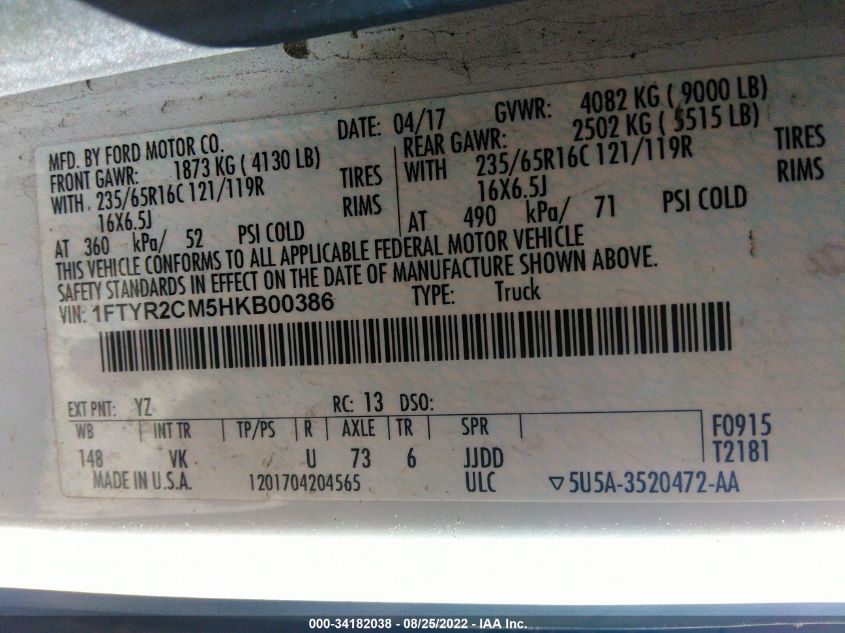 MFD. BY FORD MOTOR CO. DATE: 04/17 GVWR: 4082 KG ( 9000 LB)
FRONT GAWR: 1873 KG ( 4130 LB) REAR GAWR: 2502 KG ( 5515 LB)
WITH 235/65R16C 121/119R TIRES WITH 235/65R16C 121/119R TIRES
16X6.5J RIMS 16X6.5J RIMS
AT 360 kPa/ 52 PSI COLD AT 490 kPa/ 71 PSI COLD
THIS VEHICLE CONFORMS TO ALL APPLICABLE FEDERAL MOTOR VEHICLE
SAFETY STANDARDS IN EFFECT ON THE DATE OF MANUFACTURE SHOWN ABOVE.
VIN: 1FTYR2CM5HKB00386 TYPE: Truck
EXT PNT: YZ RC: 13 DSO:
WB INT TR TP/PS R AXLE TR SPR F0915
148 VK U 73 6 JJDD T2181
MADE IN U.S.A. 1201704204565 ULC ▽ 5U5A-3520472-AA
000-34182038 - 08/25/2022 - IAA Inc.